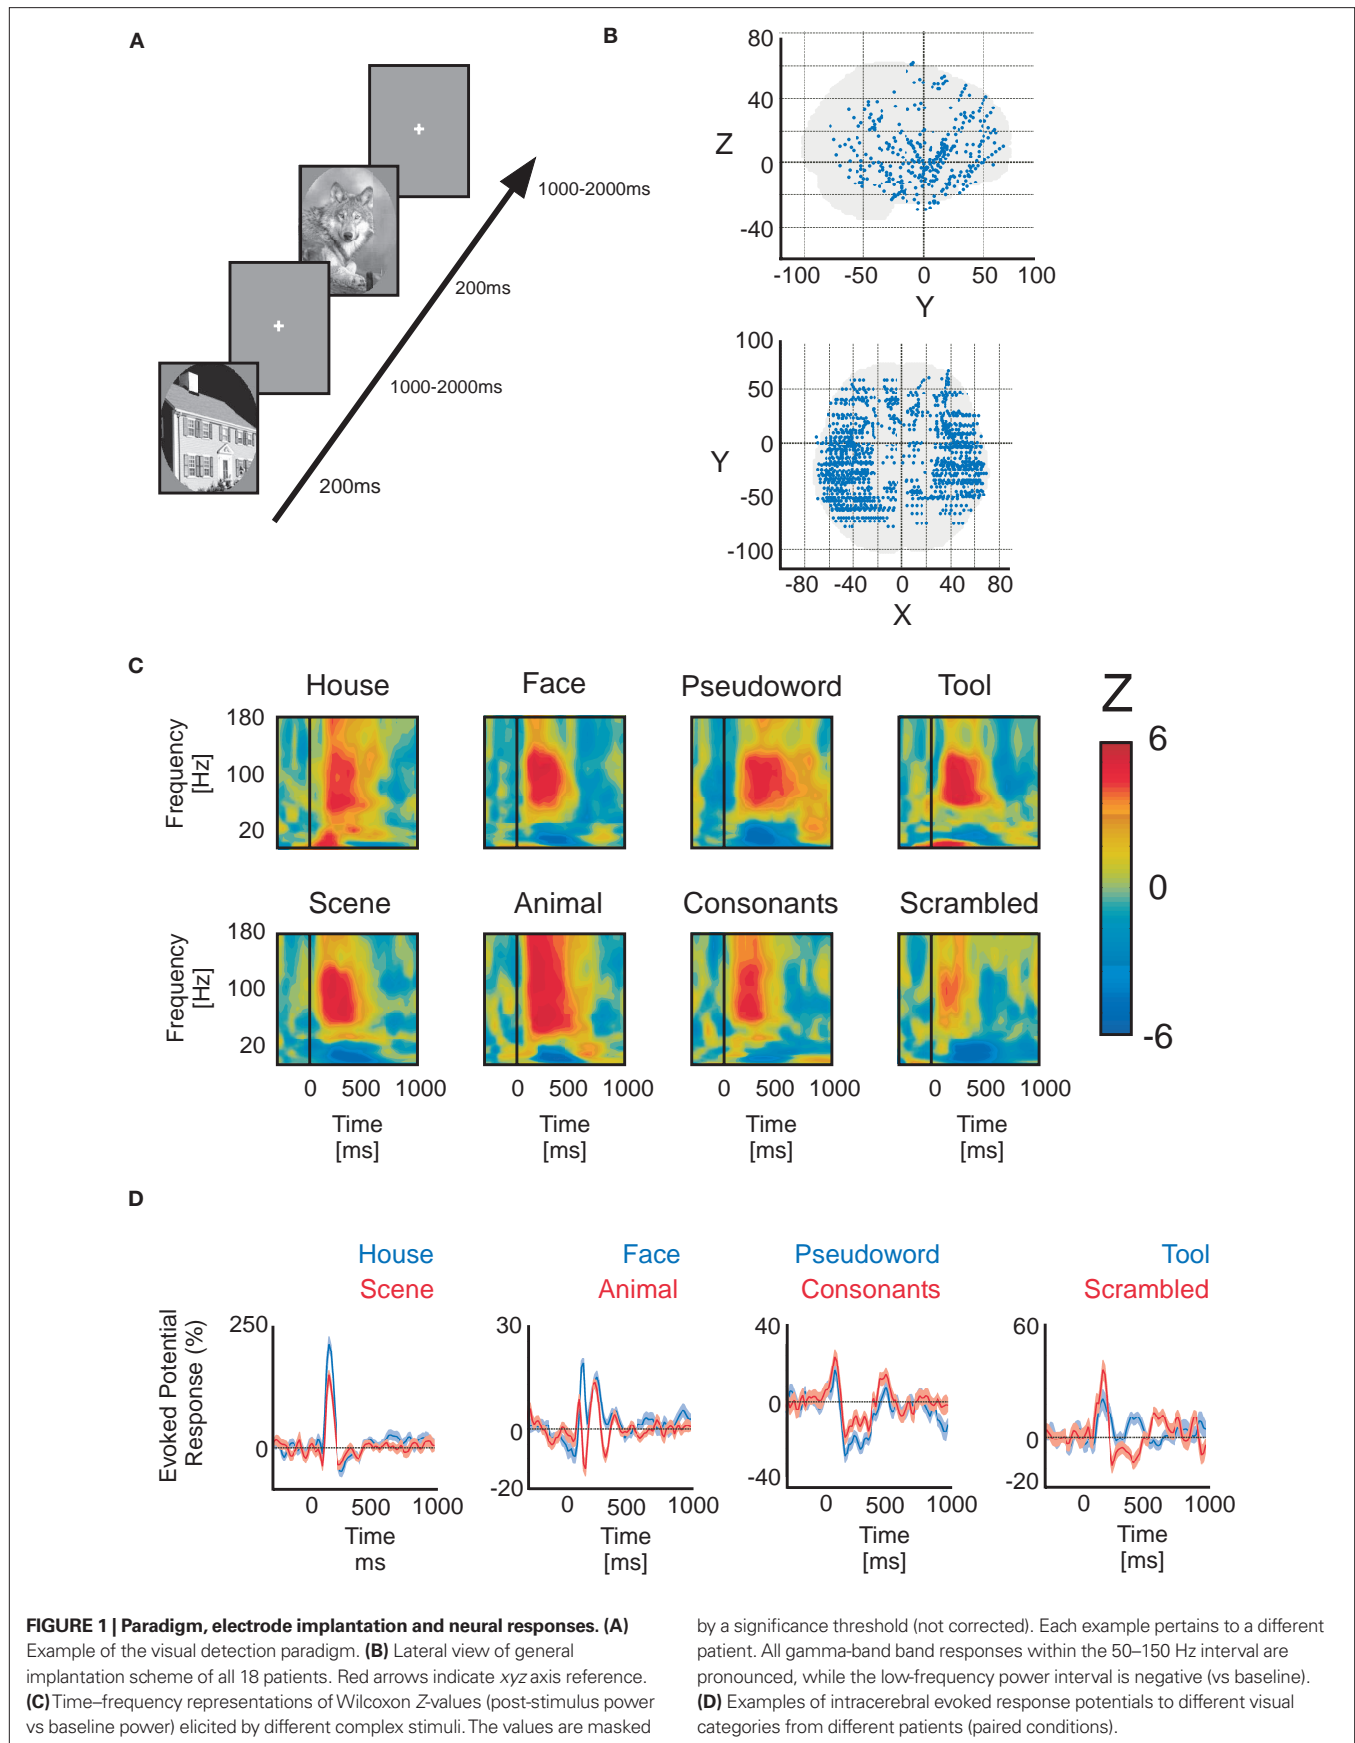 A
1000-2000ms
200ms
1000-2000ms
200ms
B
80
40
Z
0
-40
-100 -50 0 50 100
Y
100
50
0
Y
-50
-100
-80 -40 0 40 80
X
C
House Face Pseudoword Tool
Z
6
0
-6
Frequency
[Hz]
180
100
20
Scene Animal Consonants Scrambled
Frequency
[Hz]
180
100
20
0 500 1000 0 500 1000 0 500 1000 0 500 1000
Time Time Time Time
[ms] [ms] [ms] [ms]
D
House Face Pseudoword Tool
Scene Animal Consonants Scrambled
Evoked Potential
Response (%)
250
0
0 500 1000
Time
ms
30
0
-20
0 500 1000
Time
[ms]
40
0
-40
0 500 1000
Time
[ms]
60
0
-20
0 500 1000
Time
[ms]
FIGURE 1 | Paradigm, electrode implantation and neural responses. (A)
Example of the visual detection paradigm. (B) Lateral view of general
implantation scheme of all 18 patients. Red arrows indicate xyz axis reference.
(C) Time–frequency representations of Wilcoxon Z-values (post-stimulus power
vs baseline power) elicited by different complex stimuli. The values are masked
by a significance threshold (not corrected). Each example pertains to a different
patient. All gamma-band band responses within the 50–150 Hz interval are
pronounced, while the low-frequency power interval is negative (vs baseline).
(D) Examples of intracerebral evoked response potentials to different visual
categories from different patients (paired conditions).